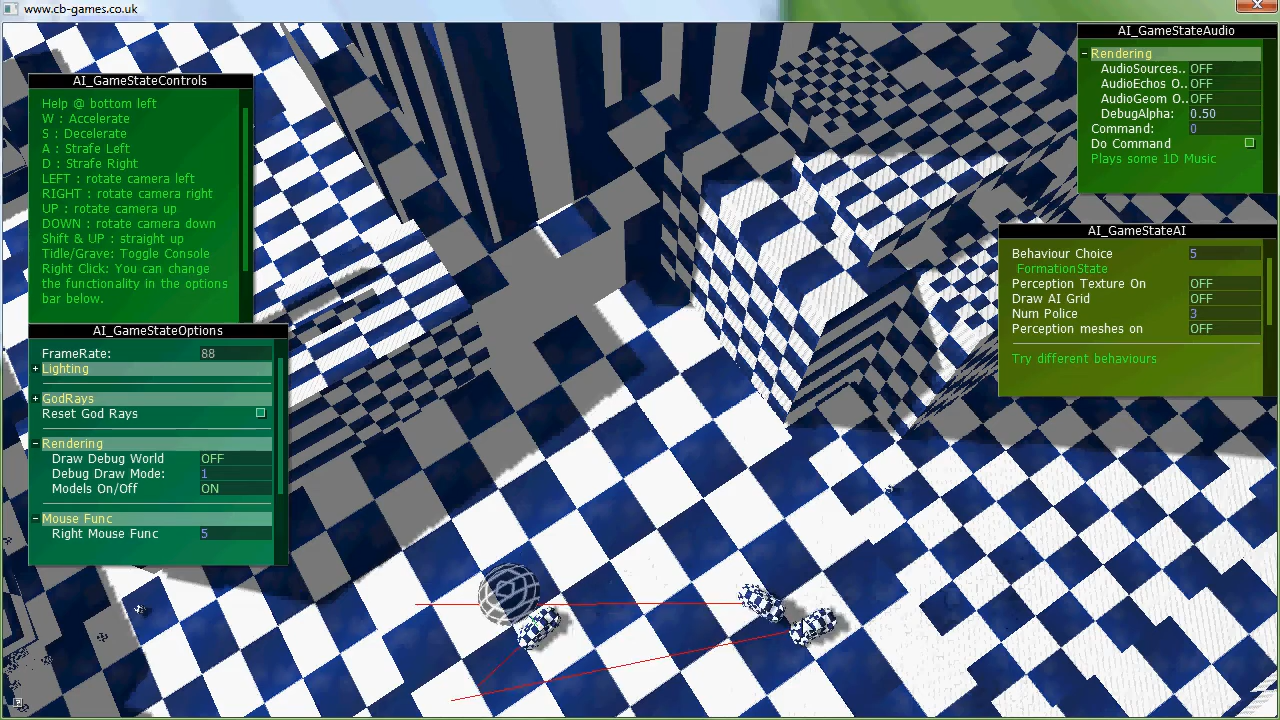 www.cb-games.co.uk
AI_GameStateControls
Help @ bottom left
W : Accelerate
S : Decelerate
A : Strafe Left
D : Strafe Right
LEFT : rotate camera left
RIGHT : rotate camera right
UP : rotate camera up
DOWN : rotate camera down
Shift & UP : straight up
Tidle/Grave: Toggle Console
Right Click: You can change
the functionality in the options
bar below.
AI_GameStateOptions
FrameRate: 88
+ Lighting
+ GodRays
Reset God Rays
− Rendering
Draw Debug World OFF
Debug Draw Mode: 1
Models On/Off ON
− Mouse Func
Right Mouse Func 5
AI_GameStateAudio
− Rendering
AudioSources.. OFF
AudioEchos O.. OFF
AudioGeom O.. OFF
DebugAlpha: 0.50
Command: 0
Do Command
Plays some 1D Music
AI_GameStateAI
Behaviour Choice 5
FormationState
Perception Texture On OFF
Draw AI Grid OFF
Num Police 3
Perception meshes on OFF
Try different behaviours